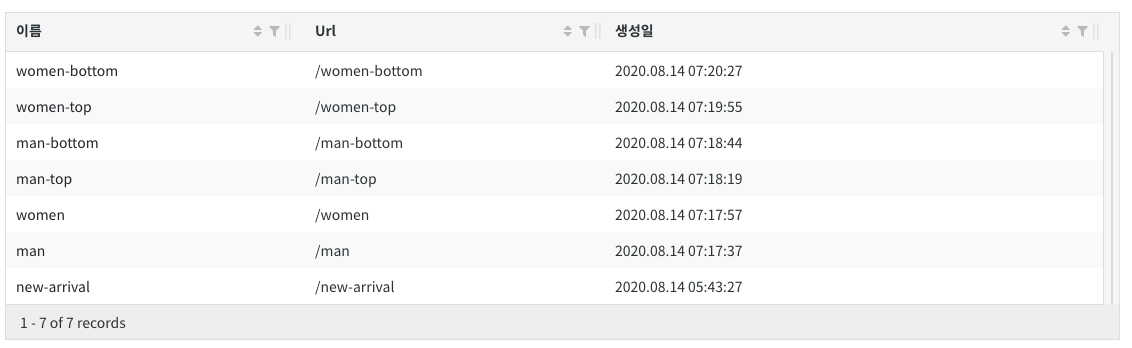 이름 Url 생성일
women-bottom /women-bottom 2020.08.14 07:20:27
women-top /women-top 2020.08.14 07:19:55
man-bottom /man-bottom 2020.08.14 07:18:44
man-top /man-top 2020.08.14 07:18:19
women /women 2020.08.14 07:17:57
man /man 2020.08.14 07:17:37
new-arrival /new-arrival 2020.08.14 05:43:27
1 - 7 of 7 records